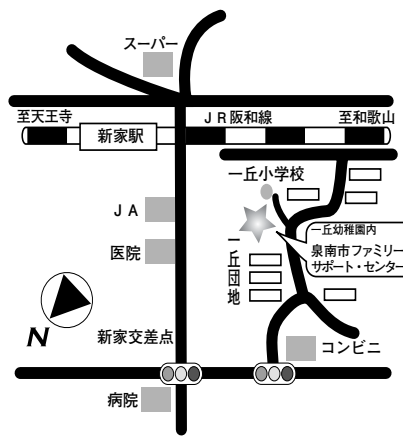 スーパー
至天王寺
JR阪和線
至和歌山
新家駅
一丘小学校
JA
医院
一丘幼稚園内
泉南市ファミリー
サポート・センター
一丘団地
N
新家交差点
コンビニ
病院